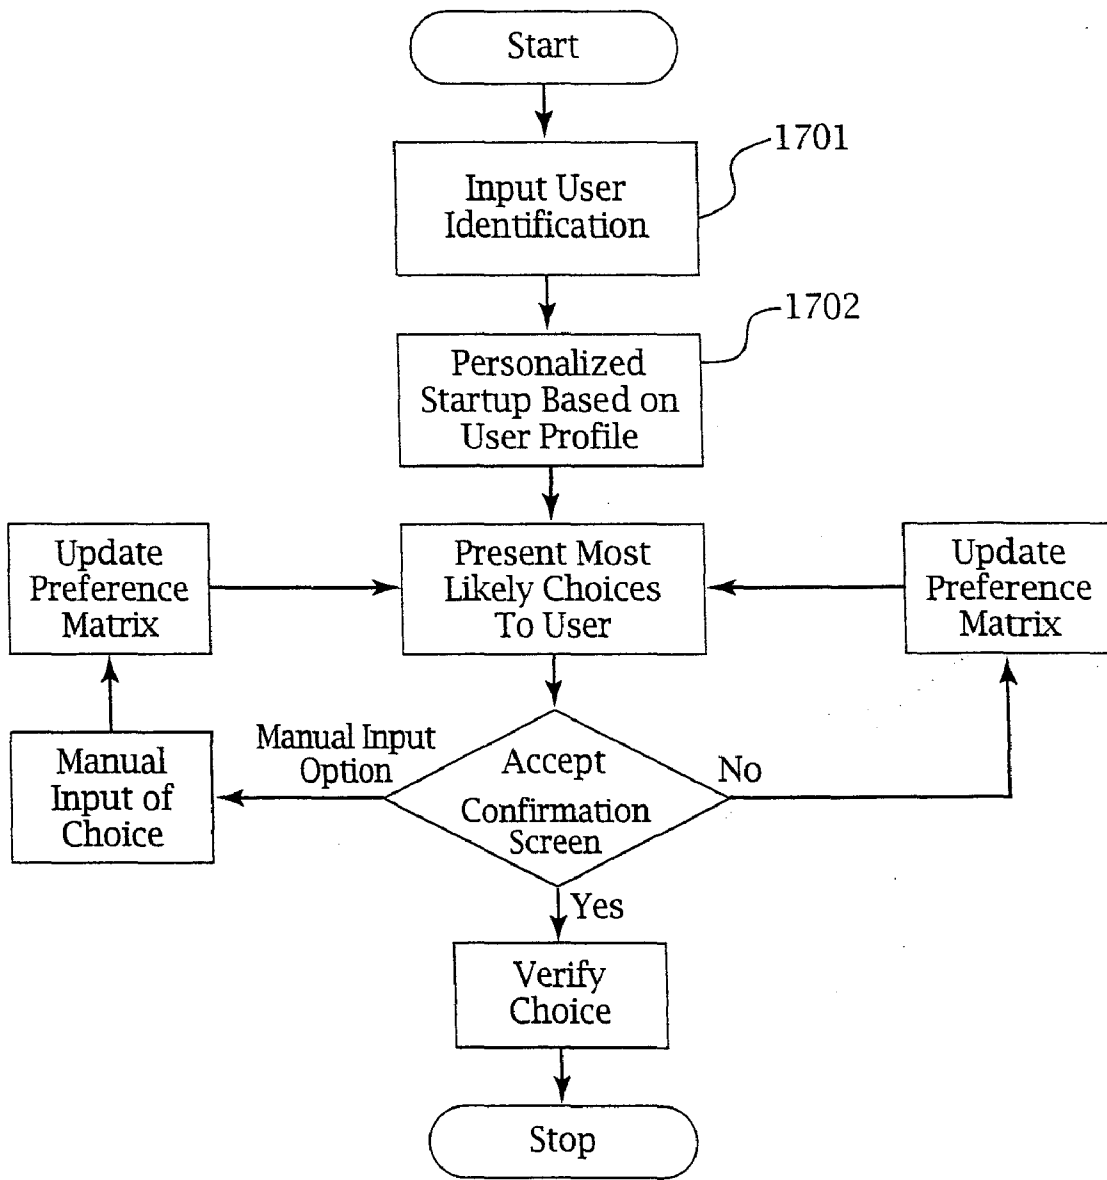 Start
1701
Input User
Identification
1702
Personalized
Startup Based on
User Profile
Update
Preference
Matrix
Present Most
Likely Choices
To User
Update
Preference
Matrix
Manual
Input of
Choice
Manual Input
Option
Accept
Confirmation
Screen
No
Yes
Verify
Choice
Stop